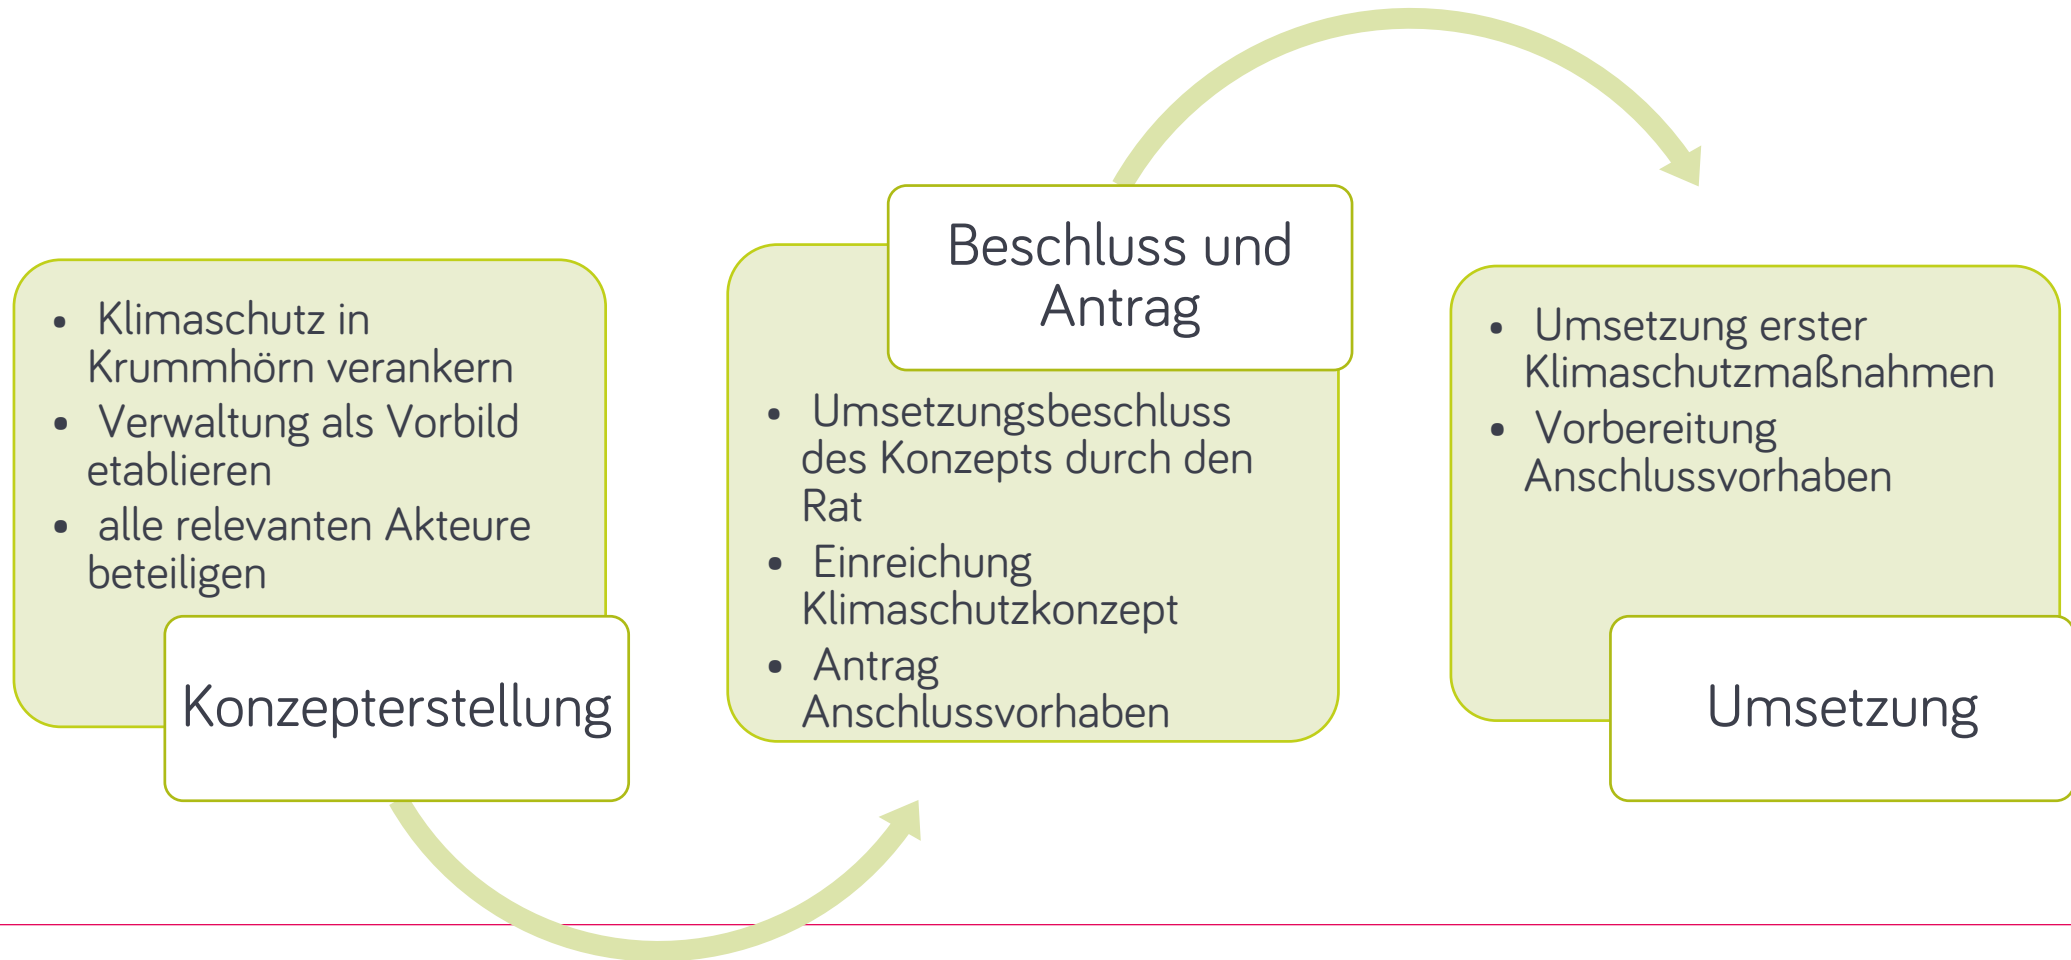 • Klimaschutz in
Krummhörn verankern
• Verwaltung als Vorbild
etablieren
• alle relevanten Akteure
beteiligen
Konzepterstellung
Beschluss und
Antrag
• Umsetzungsbeschluss
des Konzepts durch den
Rat
• Einreichung
Klimaschutzkonzept
• Antrag
Anschlussvorhaben
• Umsetzung erster
Klimaschutzmaßnahmen
• Vorbereitung
Anschlussvorhaben
Umsetzung